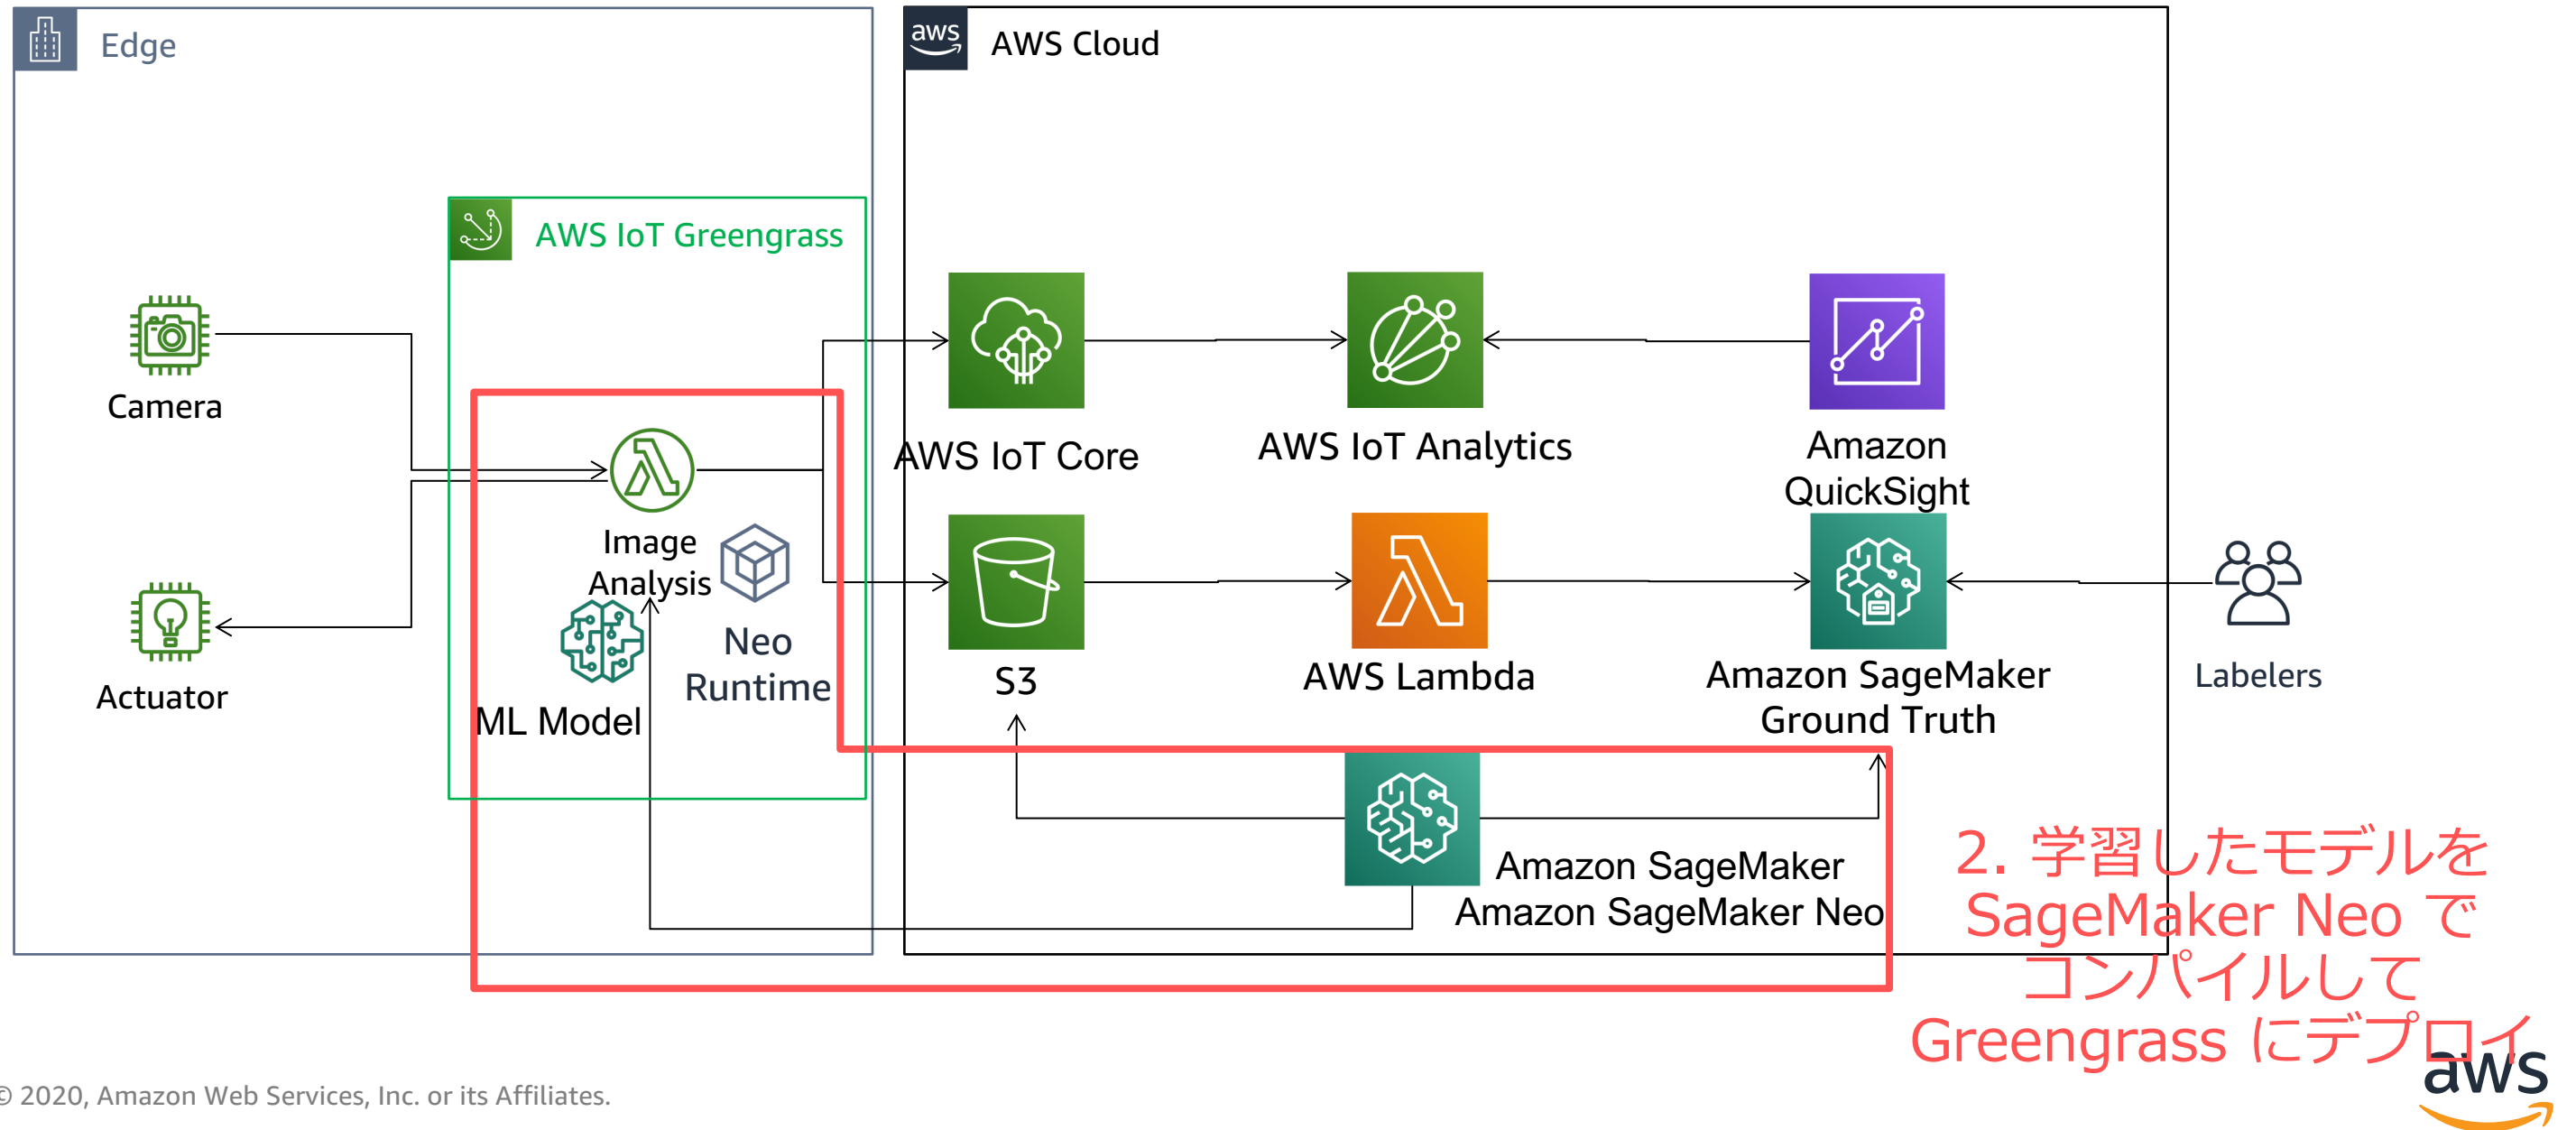 Edge
aws
AWS Cloud
AWS IoT Greengrass
Camera
Actuator
Image
Analysis
Neo
Runtime
ML Model
AWS IoT Core
AWS IoT Analytics
Amazon
QuickSight
S3
AWS Lambda
Amazon SageMaker
Ground Truth
Labelers
Amazon SageMaker
Amazon SageMaker Neo
2. 学習したモデルを
SageMaker Neo で
コンパイルして
Greengrass にデプロイ
© 2020, Amazon Web Services, Inc. or its Affiliates.
aws